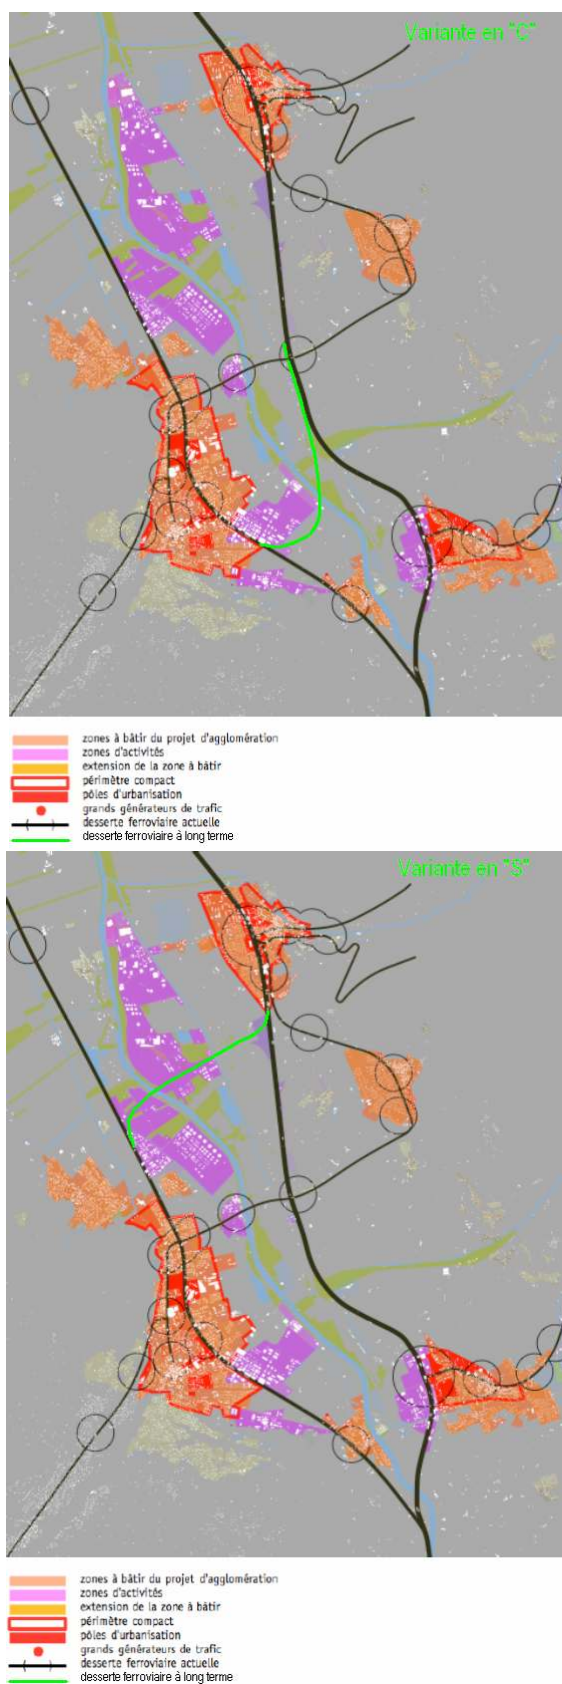 Variante en "C"
zones à bâtir du projet d'agglomération
zones d'activités
extension de la zone à bâtir
périmètre compact
pôles d'urbanisation
grands générateurs de trafic
desserte ferroviaire actuelle
desserte ferroviaire à long terme
Variante en "S"
zones à bâtir du projet d'agglomération
zones d'activités
extension de la zone à bâtir
périmètre compact
pôles d'urbanisation
grands générateurs de trafic
desserte ferroviaire actuelle
desserte ferroviaire à long terme